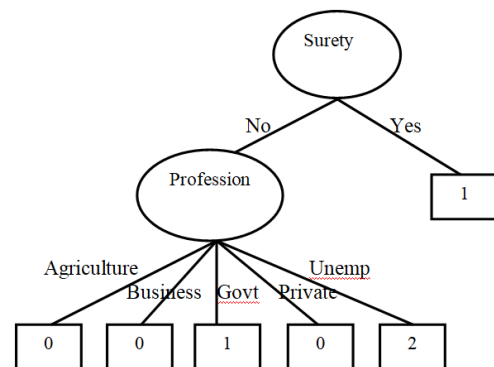 Surety
No Yes
Profession
1
Agriculture Unemp
Business Govt Private
0 0 1 0 2